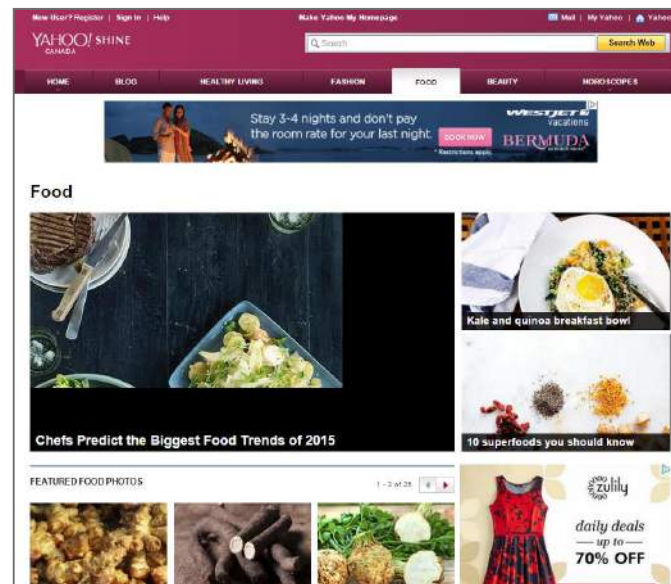 New User? Register | Sign In | Help
Make Yahoo My Homepage
Mail | My Yahoo | Yahoo
YAHOO! SHINE
CANADA
Search
Search Web
HOME
BLOG
HEALTHY LIVING
FASHION
FOOD
BEAUTY
HOROSCOPES
Stay 3-4 nights and don't pay
the room rate for your last night.
BOOK NOW
* Restrictions apply.
WESTJET
vacations
BERMUDA
Food
Chefs Predict the Biggest Food Trends of 2015
Kale and quinoa breakfast bowl
10 superfoods you should know
FEATURED FOOD PHOTOS
zulily
daily deals
up to
70% OFF